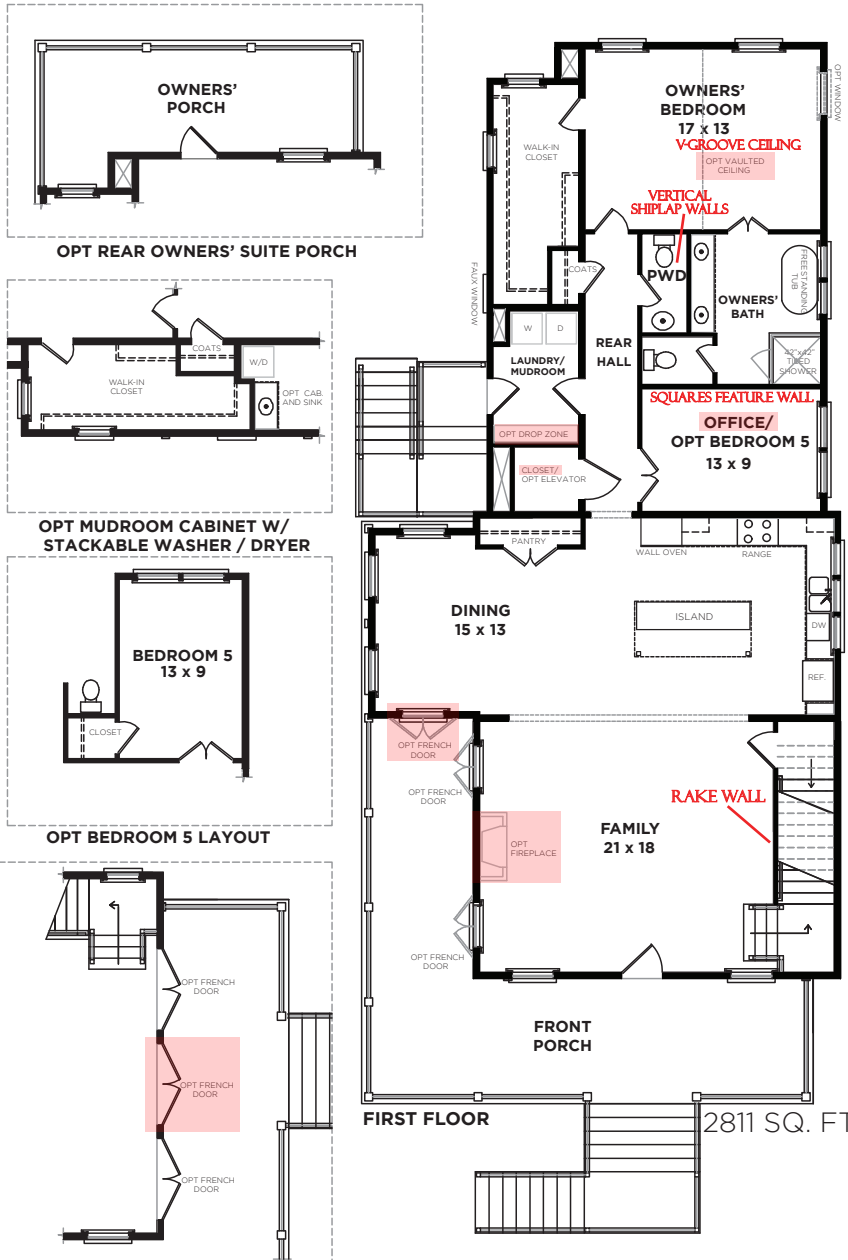 OWNERS'
PORCH
OPT REAR OWNERS' SUITE PORCH
COATS
W/D
WALK-IN
CLOSET
OPT CAB.
AND SINK
OPT MUDROOM CABINET W/
STACKABLE WASHER / DRYER
BEDROOM 5
13 x 9
CLOSET
OPT BEDROOM 5 LAYOUT
OPT FRENCH
DOOR
OPT FRENCH
DOOR
OPT FRENCH
DOOR
OWNERS'
BEDROOM
17 x 13
V-GROOVE CEILING
OPT VAULTED
CEILING
OPT WINDOW
WALK-IN
CLOSET
VERTICAL
SHIPLAP WALLS
COATS
PWD
FAUX WINDOW
OWNERS'
BATH
FREESTANDING
TUB
W
D
REAR
HALL
LAUNDRY/
MUDROOM
42"x42"
TILED
SHOWER
SQUARES FEATURE WALL
OFFICE/
OPT BEDROOM 5
13 x 9
OPT DROP ZONE
CLOSET/
OPT ELEVATOR
PANTRY
WALL OVEN
RANGE
DINING
15 x 13
ISLAND
DW
REF.
OPT FRENCH
DOOR
OPT FRENCH
DOOR
RAKE WALL
OPT
FIREPLACE
FAMILY
21 x 18
OPT FRENCH
DOOR
FRONT
PORCH
FIRST FLOOR
2811 SQ. FT